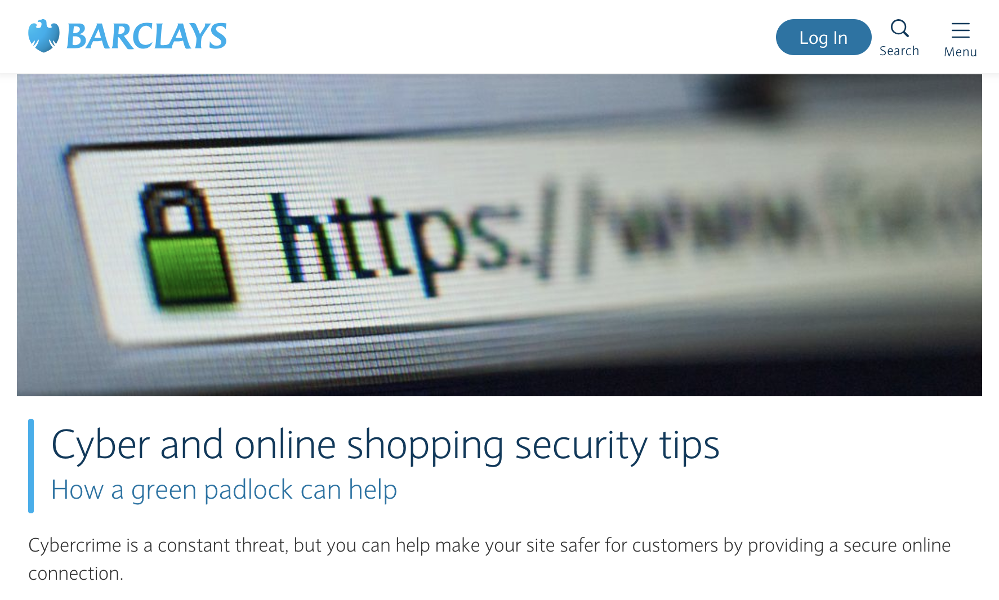 BARCLAYS
Log In
Search
Menu
https://www
Cyber and online shopping security tips
How a green padlock can help
Cybercrime is a constant threat, but you can help make your site safer for customers by providing a secure online
connection.